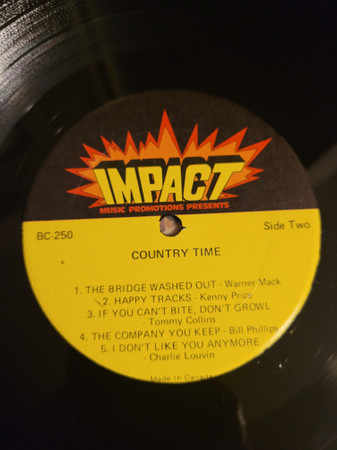 IMPACT
MUSIC PROMOTIONS PRESENTS
BC-250
Side Two
COUNTRY TIME
1. THE BRIDGE WASHED OUT - Warner Mack
2. HAPPY TRACKS - Kenny Price
3. IF YOU CAN'T BITE, DON'T GROWL
- Tommy Collins
4. THE COMPANY YOU KEEP - Bill Phillips
5. I DON'T LIKE YOU ANYMORE
- Charlie Louvin
Made in Canada